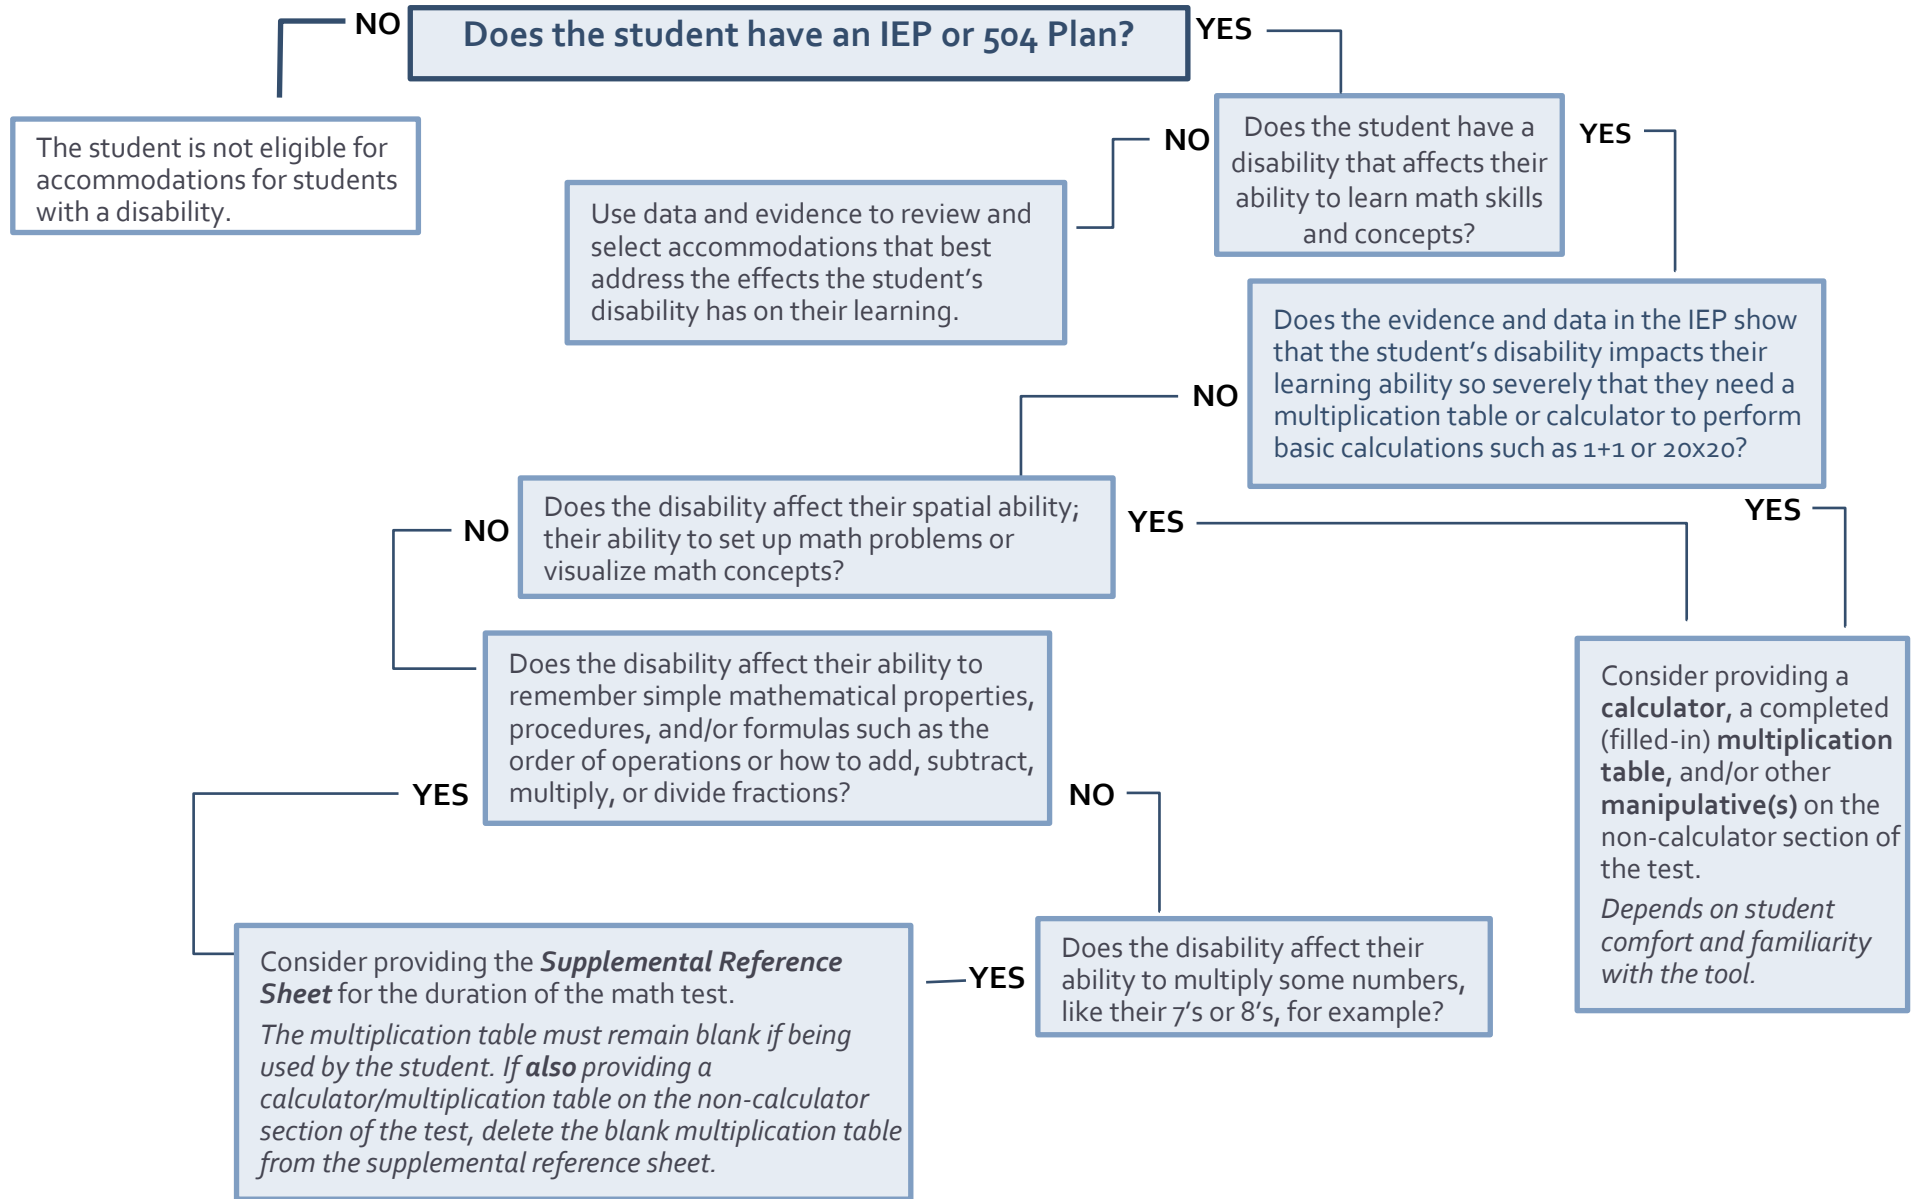 NO
Does the student have an IEP or 504 Plan?
YES
The student is not eligible for
accommodations for students
with a disability.
NO
Does the student have a
disability that affects their
ability to learn math skills
and concepts?
YES
Use data and evidence to review and
select accommodations that best
address the effects the student’s
disability has on their learning.
NO
Does the evidence and data in the IEP show
that the student’s disability impacts their
learning ability so severely that they need a
multiplication table or calculator to perform
basic calculations such as 1+1 or 20x20?
YES
NO
Does the disability affect their spatial ability;
their ability to set up math problems or
visualize math concepts?
YES
Does the disability affect their ability to
remember simple mathematical properties,
procedures, and/or formulas such as the
order of operations or how to add, subtract,
multiply, or divide fractions?
YES
NO
Consider providing a
calculator, a completed
(filled-in) multiplication
table, and/or other
manipulative(s) on the
non-calculator section of
the test.
Depends on student
comfort and familiarity
with the tool.
Consider providing the Supplemental Reference
Sheet for the duration of the math test.
The multiplication table must remain blank if being
used by the student. If also providing a
calculator/multiplication table on the non-calculator
section of the test, delete the blank multiplication table
from the supplemental reference sheet.
YES
Does the disability affect their
ability to multiply some numbers,
like their 7’s or 8’s, for example?